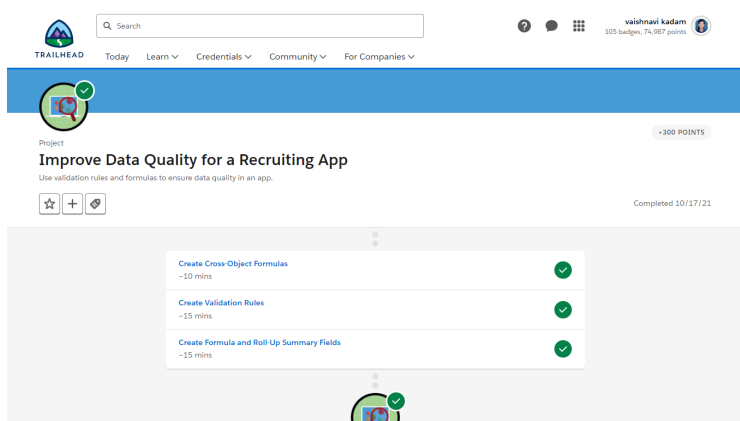 Search
vaishnavi kadam
105 badges, 74,987 points
TRAILHEAD
Today Learn Credentials Community For Companies
+300 POINTS
Project
Improve Data Quality for a Recruiting App
Use validation rules and formulas to ensure data quality in an app.
Completed 10/17/21
Create Cross-Object Formulas
~10 mins
Create Validation Rules
~15 mins
Create Formula and Roll-Up Summary Fields
~15 mins